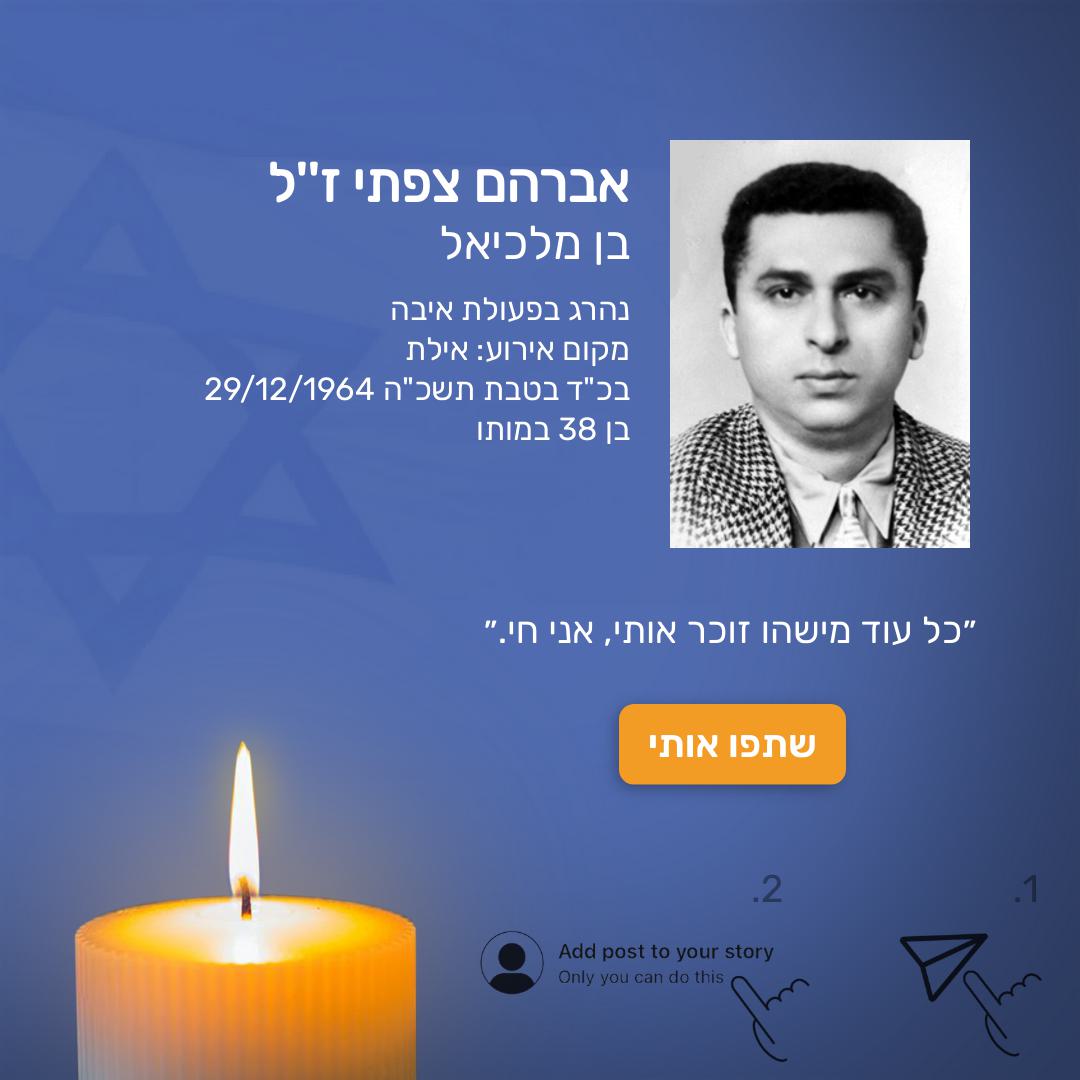 אברהם צפתי ז"ל
בן מלכיאל
נהרג בפעולת איבה
מקום אירוע: אילת
בכ"ד בטבת תשכ"ה 29/12/1964
בן 38 במותו
״כל עוד מישהו זוכר אותי, אני חי.״
שתפו אותי
1.
2.
Add post to your story
Only you can do this